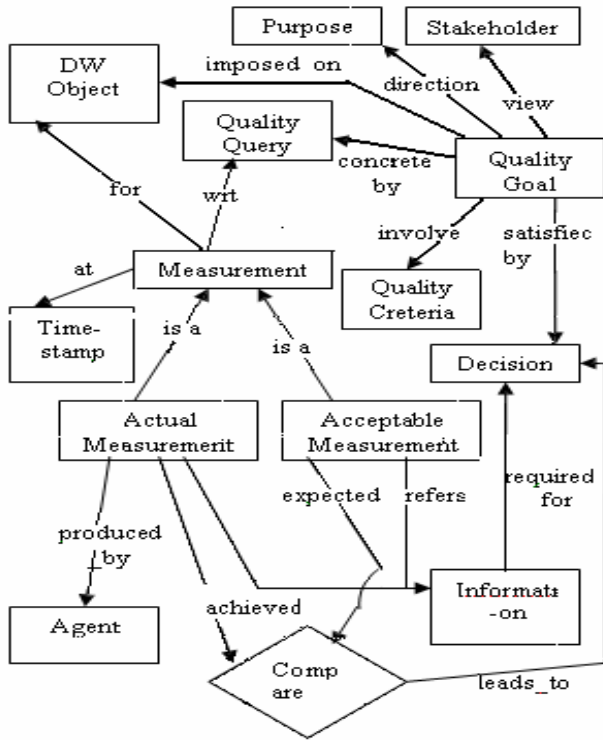 Purpose
Stakeholder
DW
Object
imposed on
direction
view
Quality
Query
concrete
by
Quality
Goal
for
wrt
involve
satisfiec
by
at
Measurement
Quality
Creteria
Time-
stamp
is a
is a
Decision
Actual
Measurement
Acceptable
Measurement
expected
refers
required
for
produced
by
achieved
Informati
-on
Agent
Comp
are
leads_to